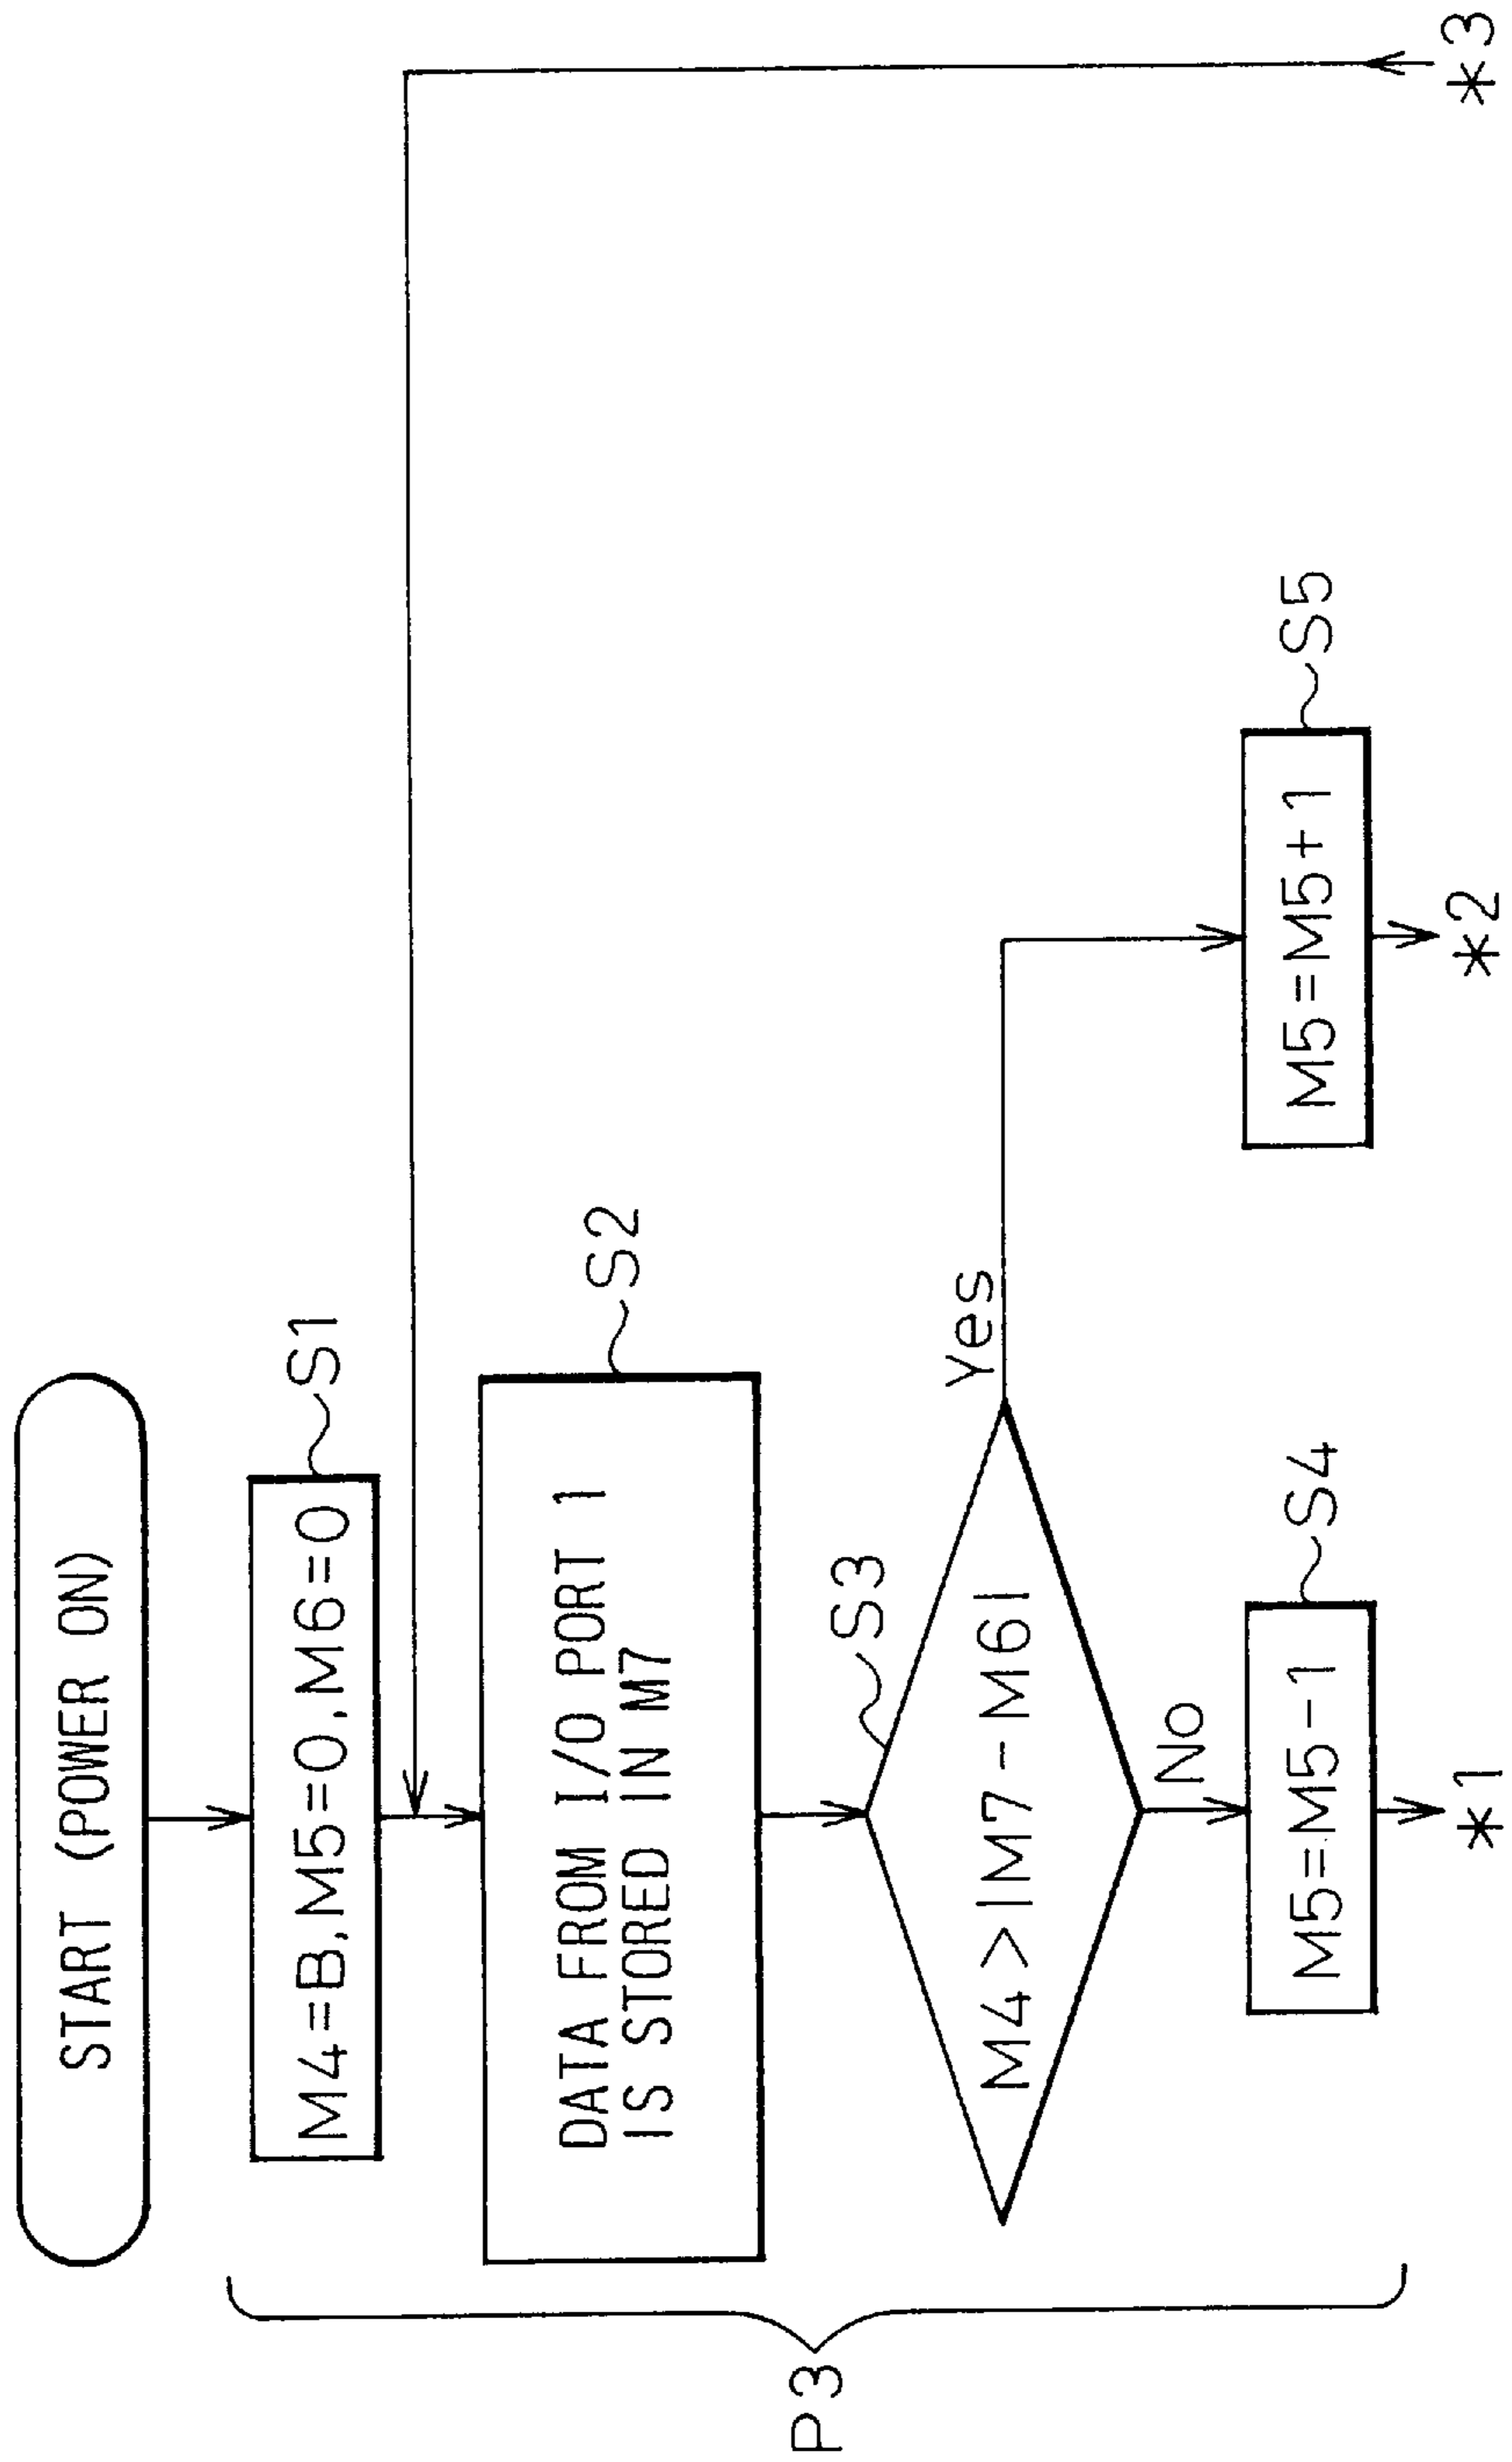 START (POWER ON)
M4=B,M5=0,M6=0
S1
DATA FROM I/O PORT 1
IS STORED IN M7
S2
S3
M4>|M7-M6|
Yes
No
M5=M5-1
S4
M5=M5+1
S5
P3
*1
*2
*3